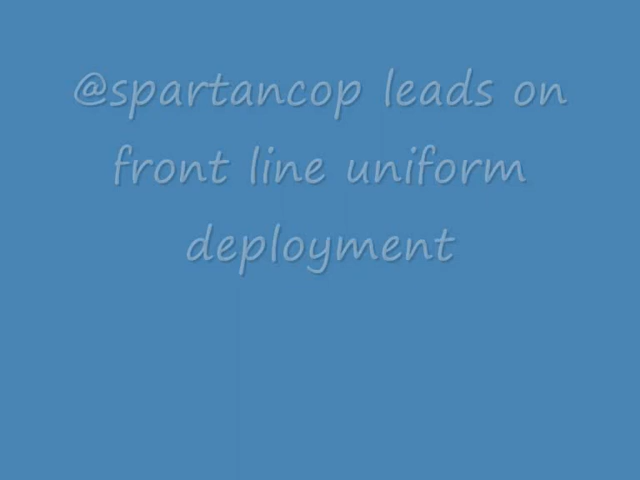 @spartancop leads on
front line uniform
deployment